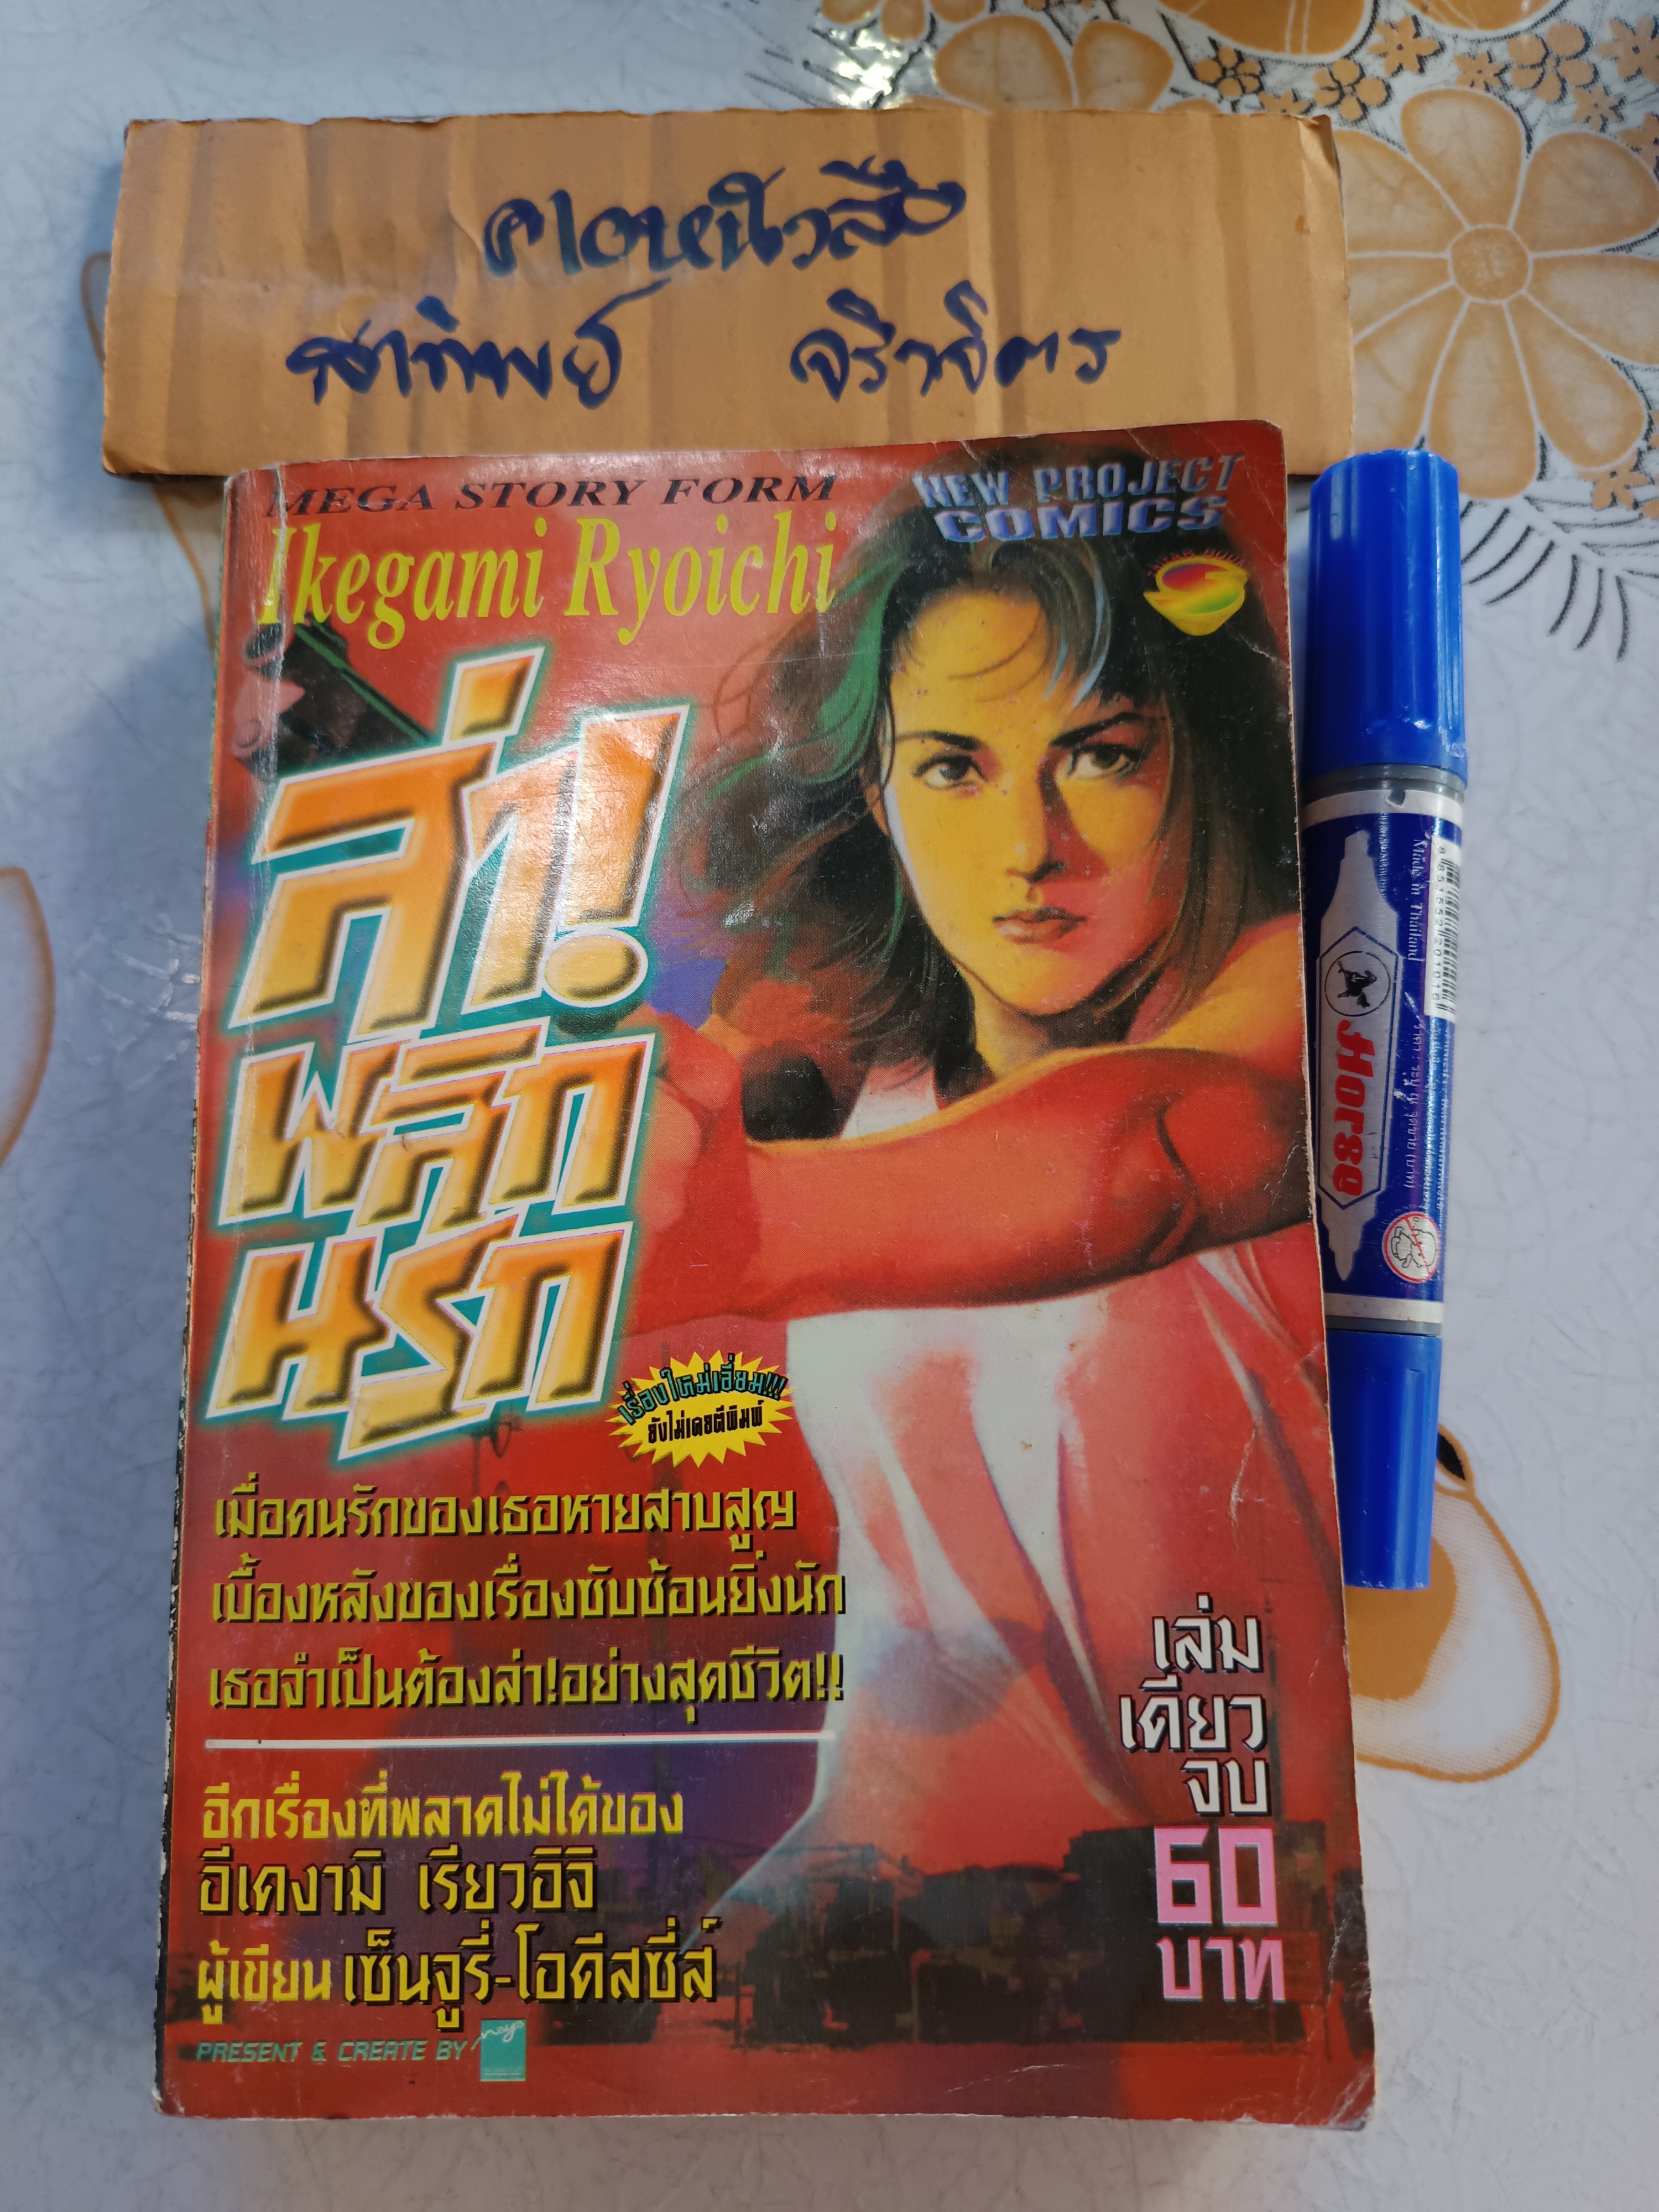 สาทิพย์ จริาจิตร
MEGA STORY FORM
Ikegami Ryoichi
NEW PROJECT
COMICS
STAR BOOK
ล่า!
พลิก
นรก
เรื่องใหม่เอี่ยม!!!
ยังไม่เคยตีพิมพ์
เมื่อคนรักของเธอหายสาบสูญ
เบื้องหลังของเรื่องซับซ้อนยิ่งนัก
เธอจำเป็นต้องล่า!อย่างสุดชีวิต!!
อีกเรื่องที่พลาดไม่ได้ของ
อีเคงามิ เรียวอิจิ
ผู้เขียน เซ็นจูรี่-โอดีสซี่ส์
PRESENT & CREATE BY
เล่ม
เดียว
จบ
60
บาท
Made in Thailand
Horse